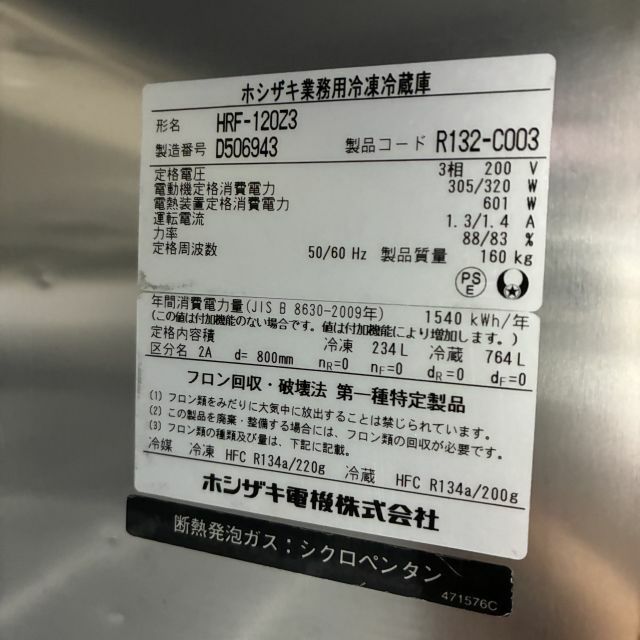 ホシザキ業務用冷凍冷蔵庫
形名 HRF-120Z3
製造番号 D506943 製品コード R132-C003
定格電圧 3相 200 V
電動機定格消費電力 305/320 W
電熱装置定格消費電力 601 W
運転電流 1.3/1.4 A
力率 88/83 %
定格周波数 50/60 Hz 製品質量 160 kg
PS E
年間消費電力量(JIS B 8630-2009年) 1540 kWh/年
(この値は付加機能のない場合です。値は付加機能により増加します。)
定格内容積 冷凍 234 L 冷蔵 764 L
区分名 2A d= 800mm nR=0 nF=0 dR=0 dF=0
フロン回収・破壊法 第一種特定製品
(1) フロン類をみだりに大気中に放出することは禁じられています。
(2) この製品を廃棄・整備する場合には、フロン類の回収が必要です。
(3) フロン類の種類及び量は、下記に記載。
冷媒 冷凍 HFC R134a/220g 冷蔵 HFC R134a/200g
ホシザキ電機株式会社
断熱発泡ガス：シクロペンタン
471576C